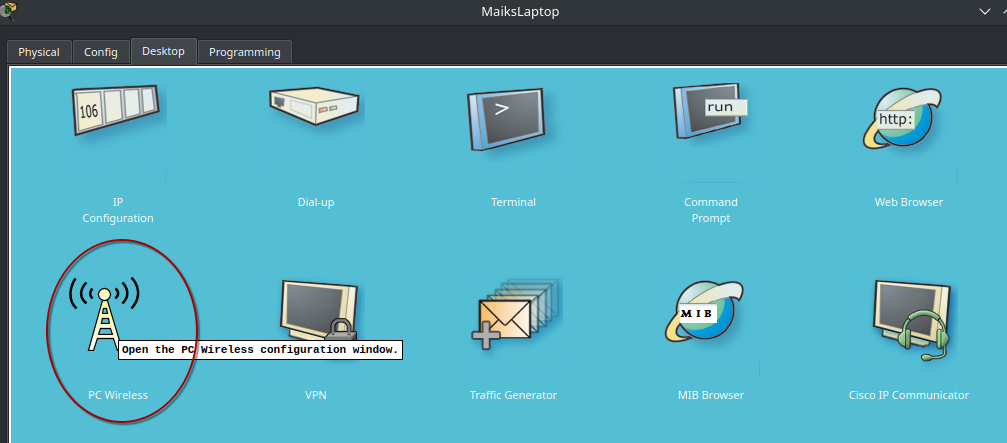 MaiksLaptop
Physical
Config
Desktop
Programming
106
>
run
http:
IP
Configuration
Dial-up
Terminal
Command
Prompt
Web Browser
MIB
Open the PC Wireless configuration window.
PC Wireless
VPN
Traffic Generator
MIB Browser
Cisco IP Communicator